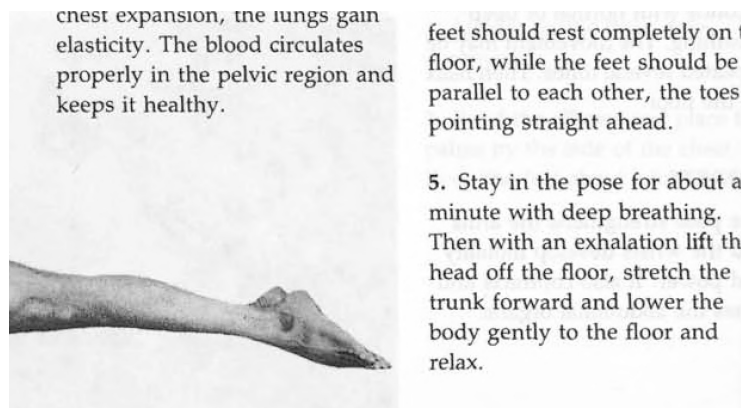 chest expansion, the lungs gain
elasticity. The blood circulates
properly in the pelvic region and
keeps it healthy.
feet should rest completely on
floor, while the feet should be
parallel to each other, the toes
pointing straight ahead.
5. Stay in the pose for about a
minute with deep breathing.
Then with an exhalation lift
head off the floor, stretch the
trunk forward and lower the
body gently to the floor and
relax.